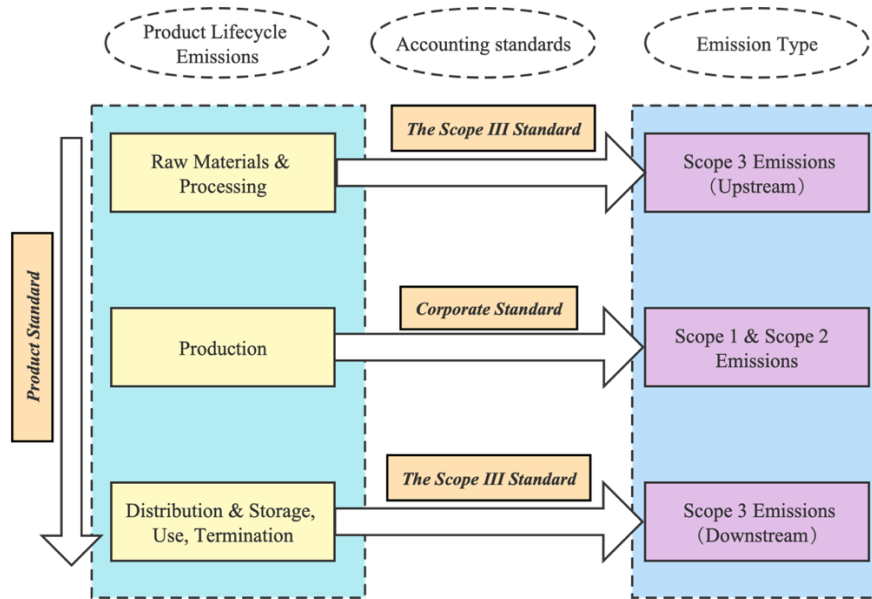 Product Lifecycle
Emissions
Accounting standards
Emission Type
The Scope III Standard
Raw Materials &
Processing
Scope 3 Emissions
（Upstream）
Product Standard
Corporate Standard
Production
Scope 1 & Scope 2
Emissions
The Scope III Standard
Distribution & Storage,
Use, Termination
Scope 3 Emissions
(Downstream）